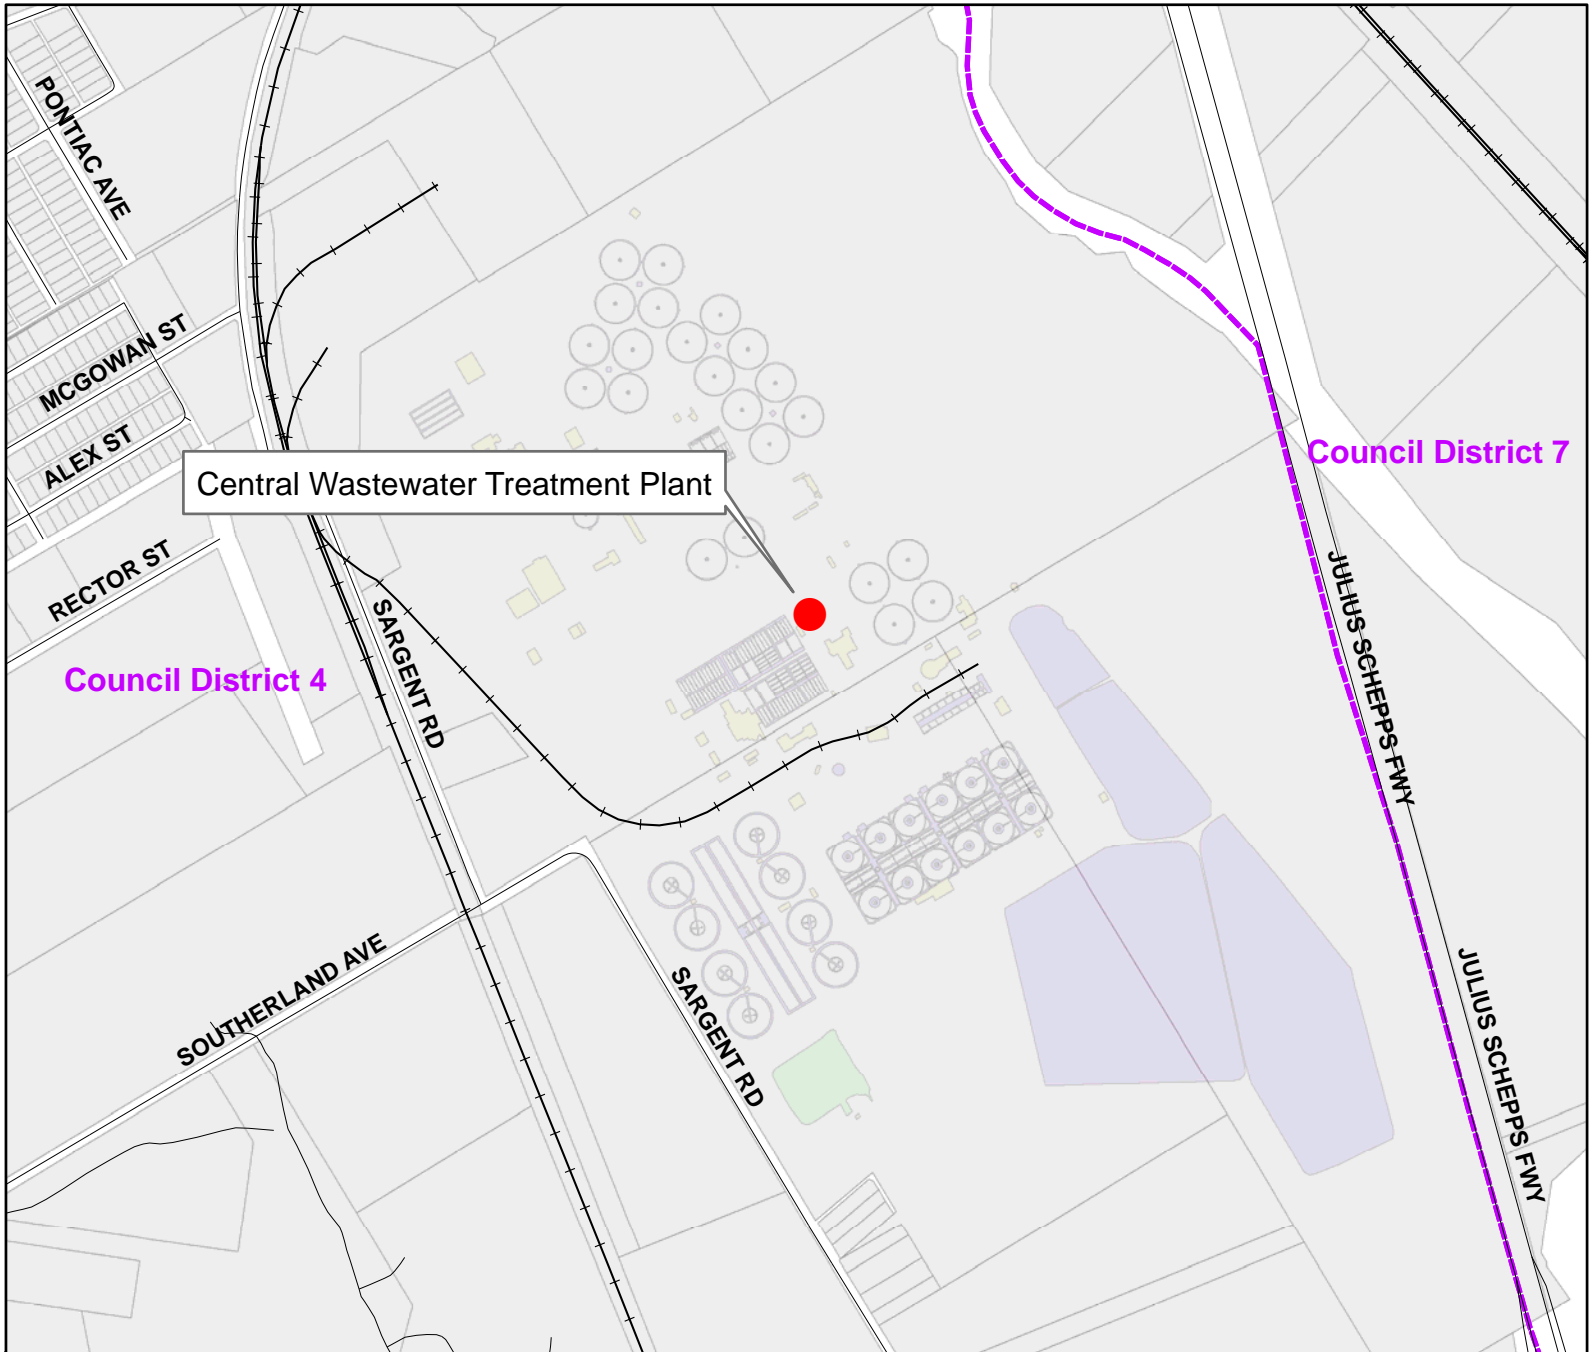 PONTIAC AVE
MCGOWAN ST
ALEX ST
Council District 7
Central Wastewater Treatment Plant
RECTOR ST
JULIUS SCHEPPS FWY
SARGENT RD
Council District 4
SOUTHERLAND AVE
SARGENT RD
JULIUS SCHEPPS FWY